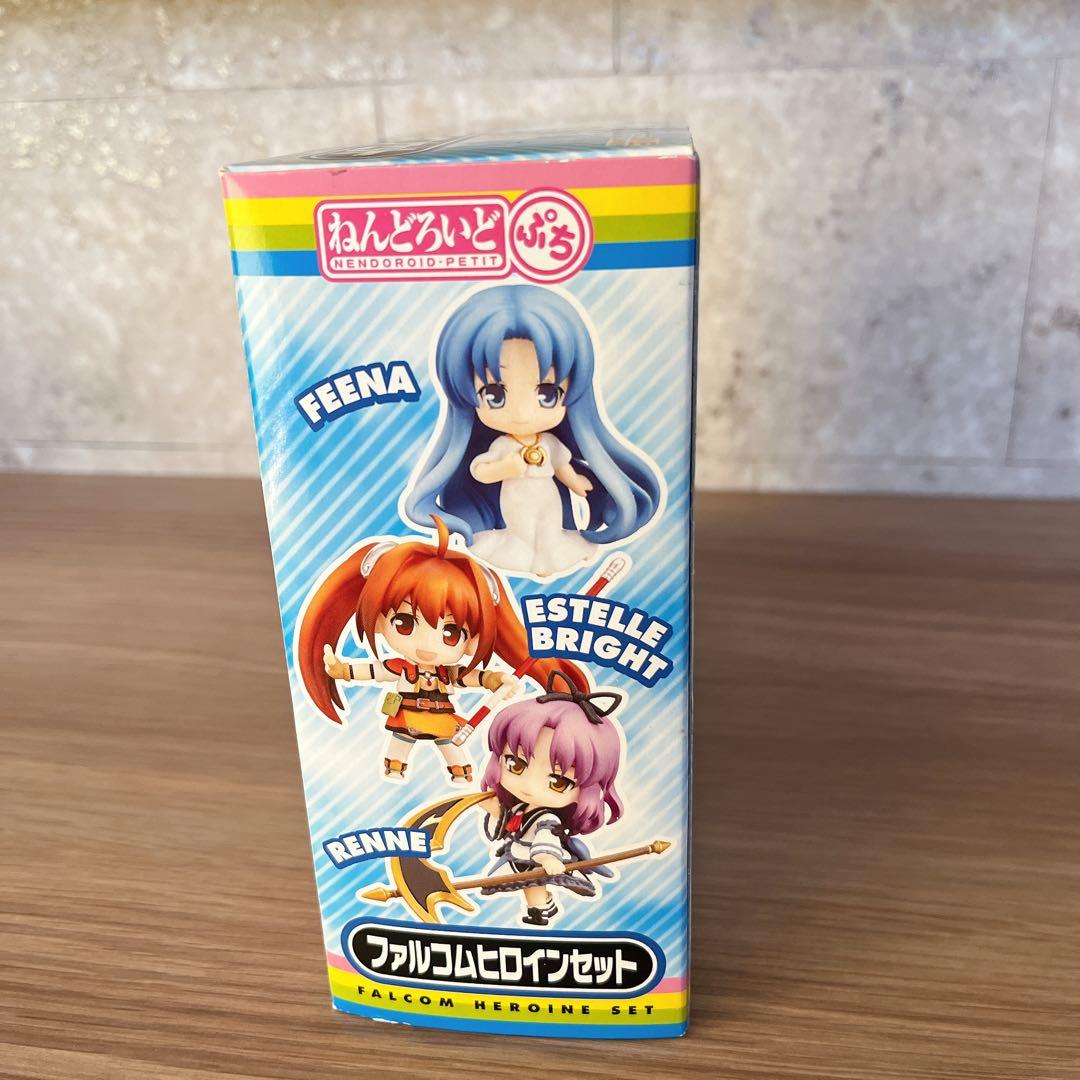 ねんどろいど
ぷち
NENDOROID・PETIT
FEENA
ESTELLE
BRIGHT
RENNE
ファルコムヒロインセット
FALCOM HEROINE SET